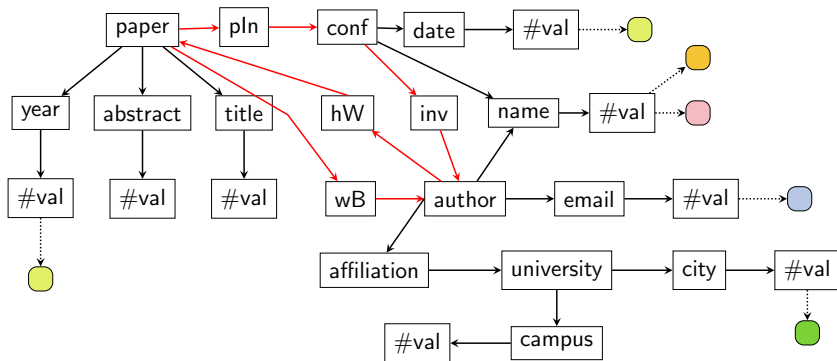 paper pIn conf date #val
year abstract title hW inv name #val
#val #val #val wB author email #val
affiliation university city #val
#val campus